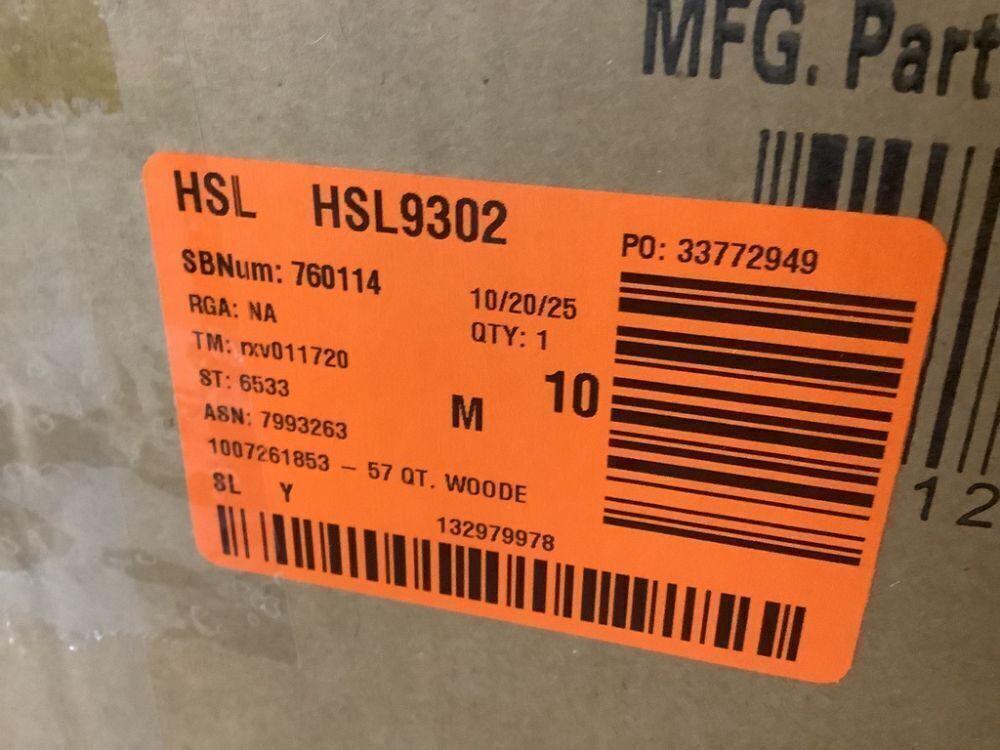 MFG. Part
HSL HSL9302
SBNum: 760114
PO: 33772949
RGA: NA
10/20/25
TM: rxv011720
QTY: 1
ST: 6533
M 10
ASN: 7993263
1007261853 – 57 QT. WOODE
SL Y
132979978
12